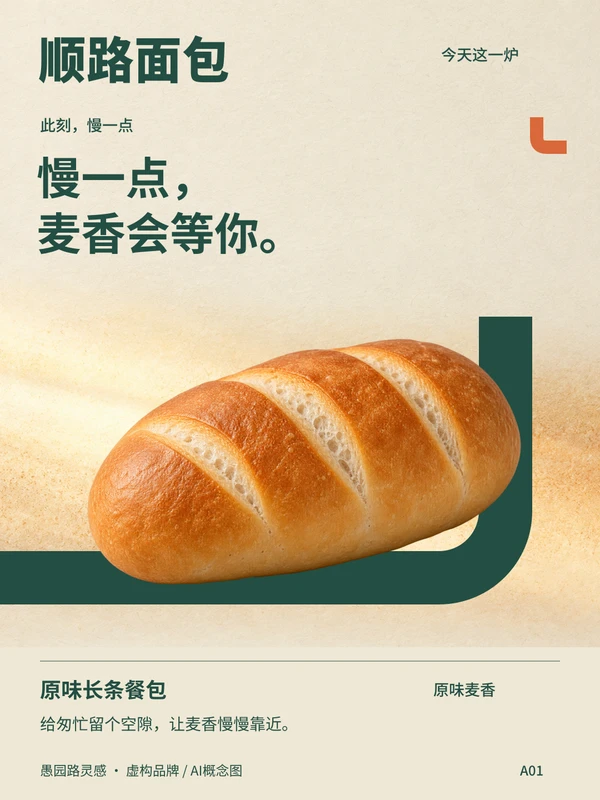 顺路面包
今天这一炉
此刻，慢一点
慢一点，
麦香会等你。
原味长条餐包
原味麦香
给匆忙留个空隙，让麦香慢慢靠近。
愚园路灵感 · 虚构品牌 / AI概念图
A01